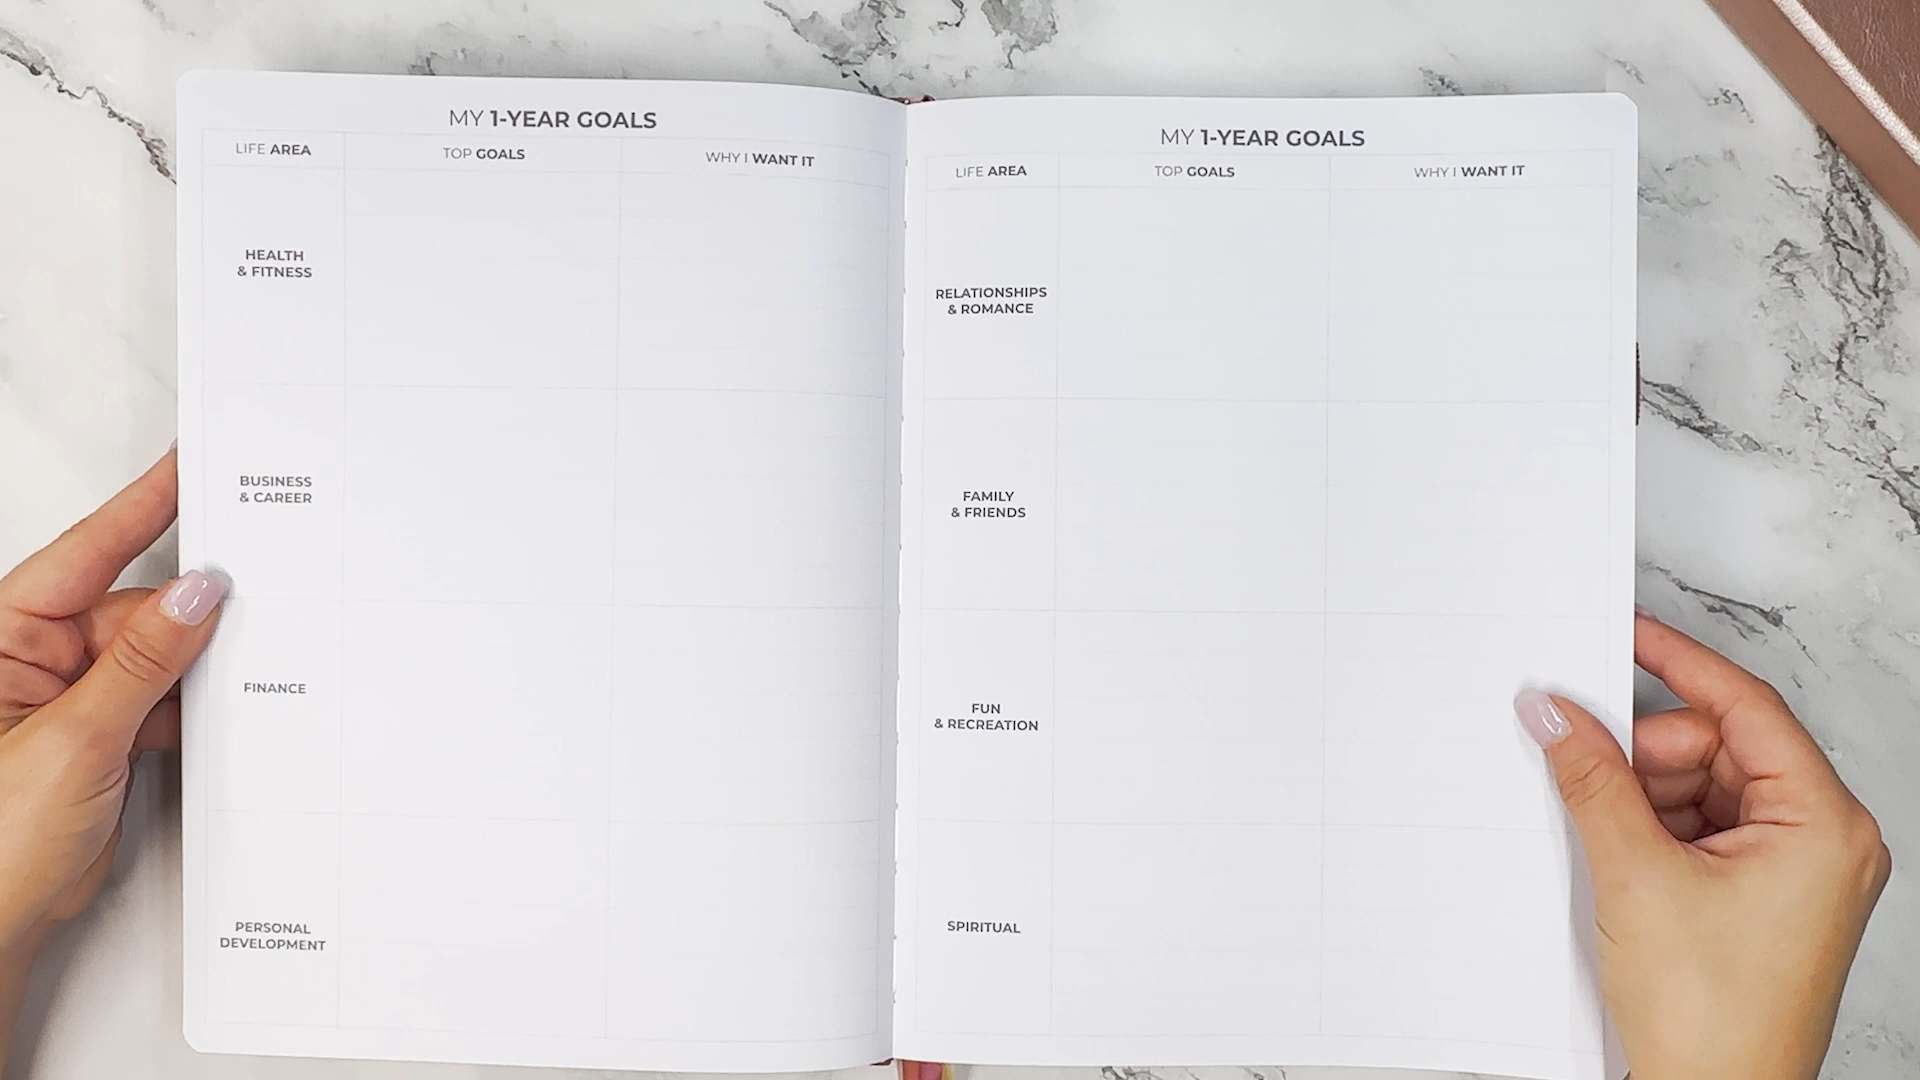 MY 1-YEAR GOALS
LIFE AREA
TOP GOALS
WHY I WANT IT
HEALTH
& FITNESS
BUSINESS
& CAREER
FINANCE
PERSONAL
DEVELOPMENT
MY 1-YEAR GOALS
LIFE AREA
TOP GOALS
WHY I WANT IT
RELATIONSHIPS
& ROMANCE
FAMILY
& FRIENDS
FUN
& RECREATION
SPIRITUAL